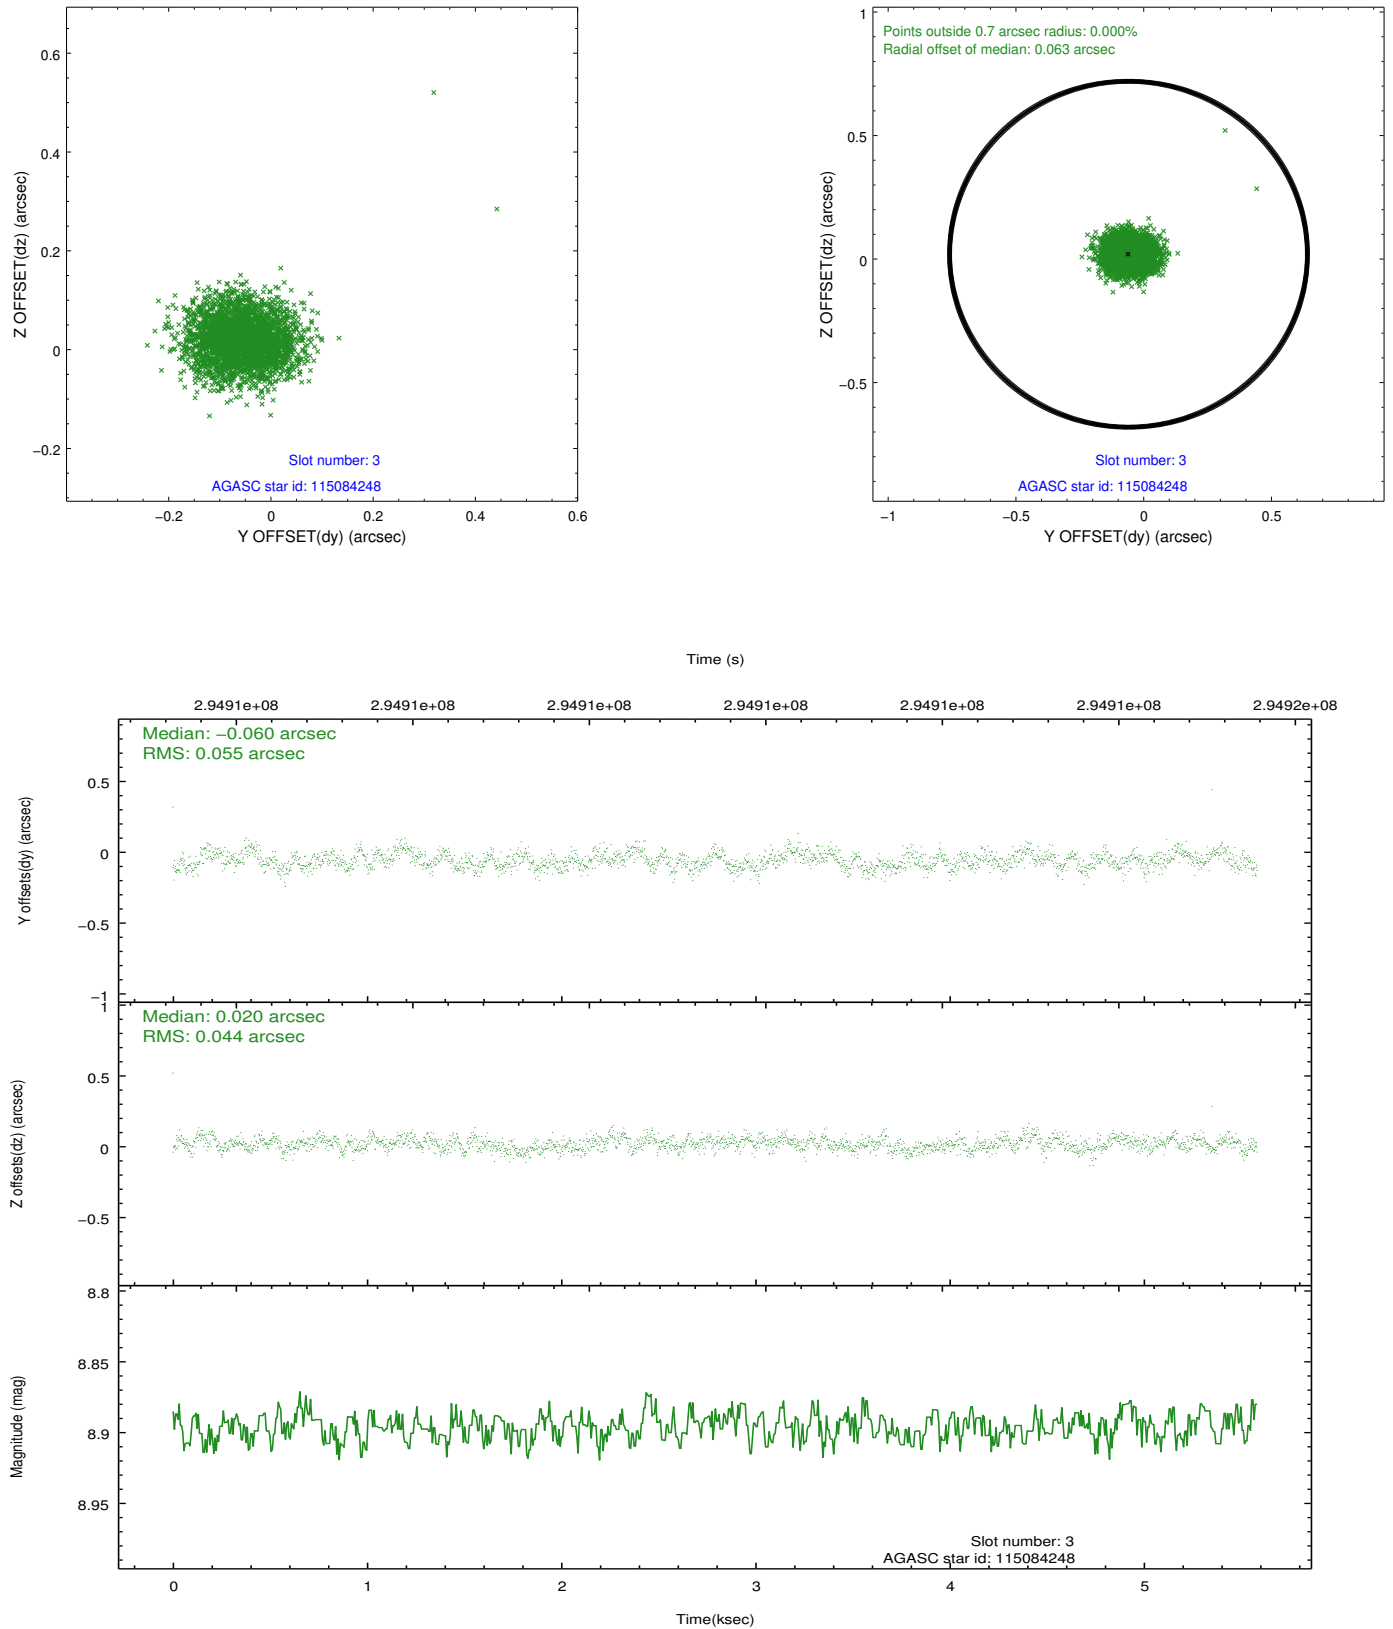 0.6
0.4
0.2
0
−0.2
Z OFFSET(dz) (arcsec)
Slot number: 3
AGASC star id: 115084248
−0.2 0 0.2 0.4 0.6
Y OFFSET(dy) (arcsec)
Points outside 0.7 arcsec radius: 0.000%
Radial offset of median: 0.063 arcsec
1
0.5
0
−0.5
Z OFFSET(dz) (arcsec)
Slot number: 3
AGASC star id: 115084248
−1 −0.5 0 0.5
Y OFFSET(dy) (arcsec)
Time (s)
2.9491e+08 2.9491e+08 2.9491e+08 2.9491e+08 2.9491e+08 2.9491e+08 2.9492e+08
Median: −0.060 arcsec
RMS: 0.055 arcsec
0.5
0
−0.5
−1
Y offsets(dy) (arcsec)
Median: 0.020 arcsec
RMS: 0.044 arcsec
1
0.5
0
−0.5
Z offsets(dz) (arcsec)
8.8
8.85
8.9
8.95
Magnitude (mag)
Slot number: 3
AGASC star id: 115084248
0 1 2 3 4 5
Time(ksec)